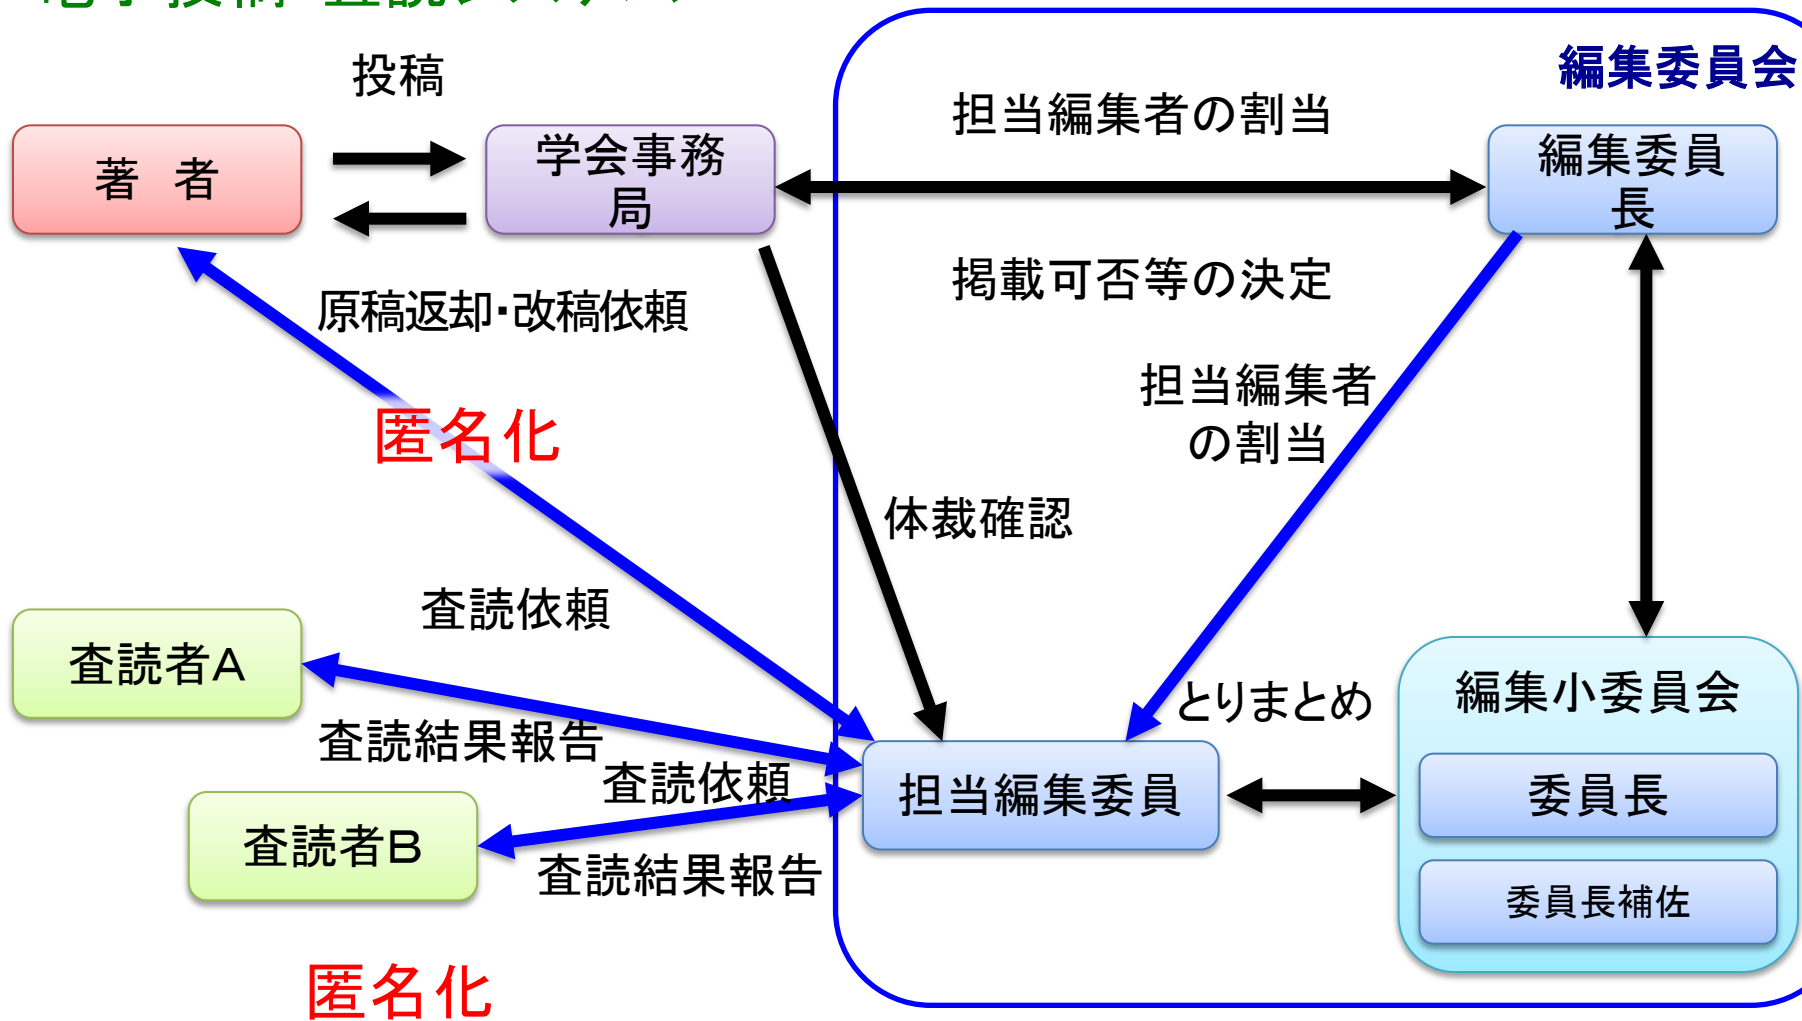 編集委員会
投稿
担当編集者の割当
著　者
学会事務
局
編集委員
長
掲載可否等の決定
原稿返却・改稿依頼
担当編集者
の割当
匿名化
体裁確認
査読依頼
査読者A
とりまとめ
編集小委員会
査読結果報告
査読依頼
担当編集委員
委員長
査読者B
査読結果報告
委員長補佐
匿名化